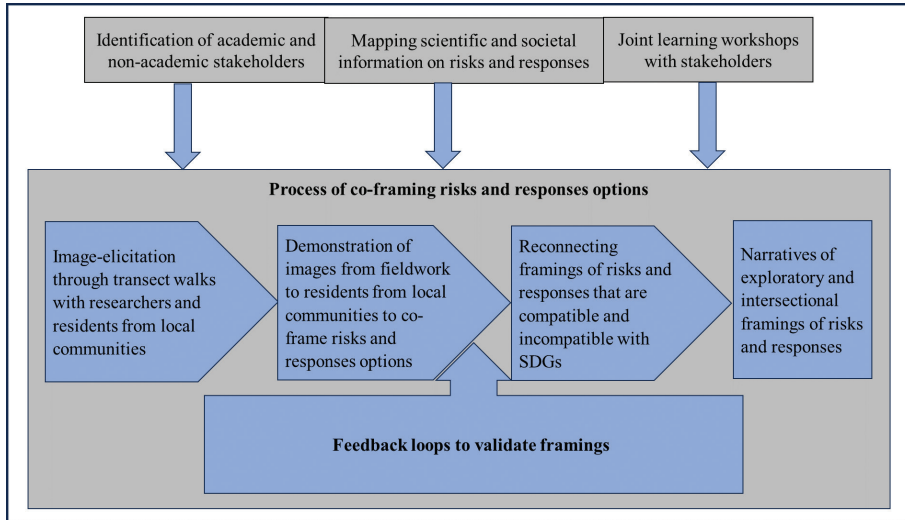 Identification of academic and
non-academic stakeholders
Mapping scientific and societal
information on risks and responses
Joint learning workshops
with stakeholders
Process of co-framing risks and responses options
Image-elicitation
through transect walks
with researchers and
residents from local
communities
Demonstration of
images from fieldwork
to residents from local
communities to co-
frame risks and
responses options
Reconnecting
framings of risks and
responses that are
compatible and
incompatible with
SDGs
Narratives of
exploratory and
intersectional
framings of risks
and responses
Feedback loops to validate framings